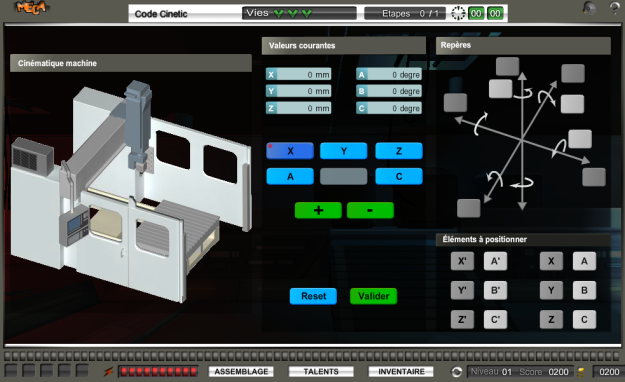 MECA
Code Cinetic
Vies
Etapes 0 / 1
00 00
Cinématique machine
Valeurs courantes
Repères
X 0 mm A 0 degre
Y 0 mm B 0 degre
Z 0 mm C 0 degre
X Y Z
A C
+ -
Reset Valider
Éléments à positionner
X' A' X A
Y' B' Y B
Z' C' Z C
ASSEMBLAGE TALENTS INVENTAIRE
Niveau 01 Score 0200 0200